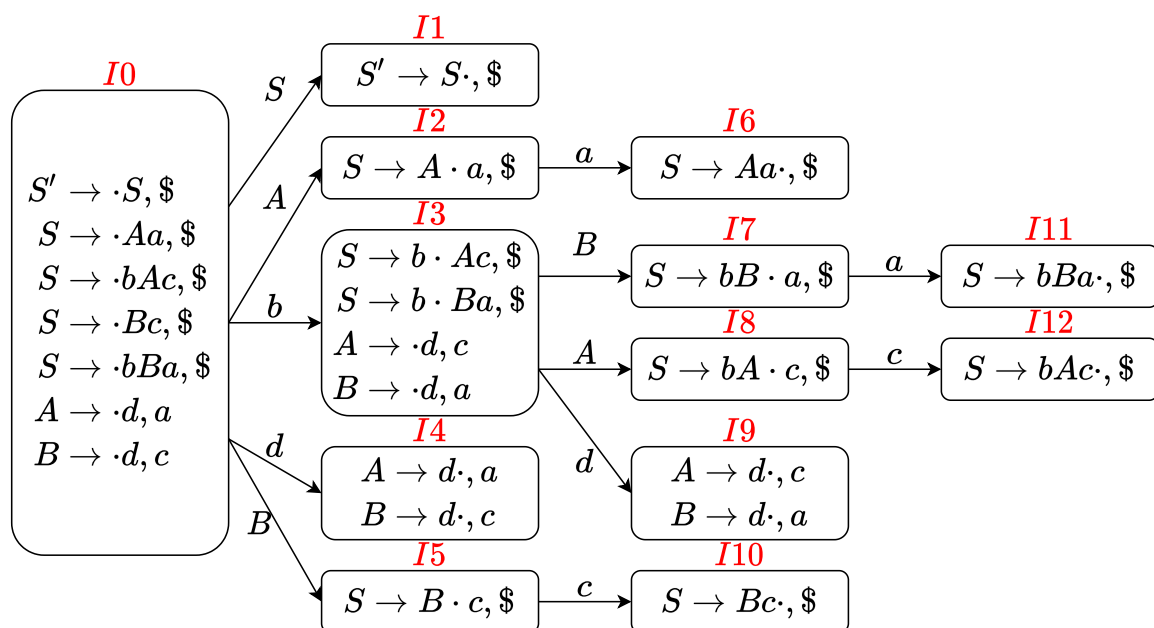 I0
S′ → ·S, $
S → ·Aa, $
S → ·bAc, $
S → ·Bc, $
S → ·bBa, $
A → ·d, a
B → ·d, c
S
A
b
d
B
I1
S′ → S·, $
I2
S → A · a, $
a
I6
S → Aa·, $
I3
S → b · Ac, $
S → b · Ba, $
A → ·d, c
B → ·d, a
B
A
d
I7
S → bB · a, $
a
I11
S → bBa·, $
I8
S → bA · c, $
c
I12
S → bAc·, $
I4
A → d·, a
B → d·, c
I9
A → d·, c
B → d·, a
I5
S → B · c, $
c
I10
S → Bc·, $